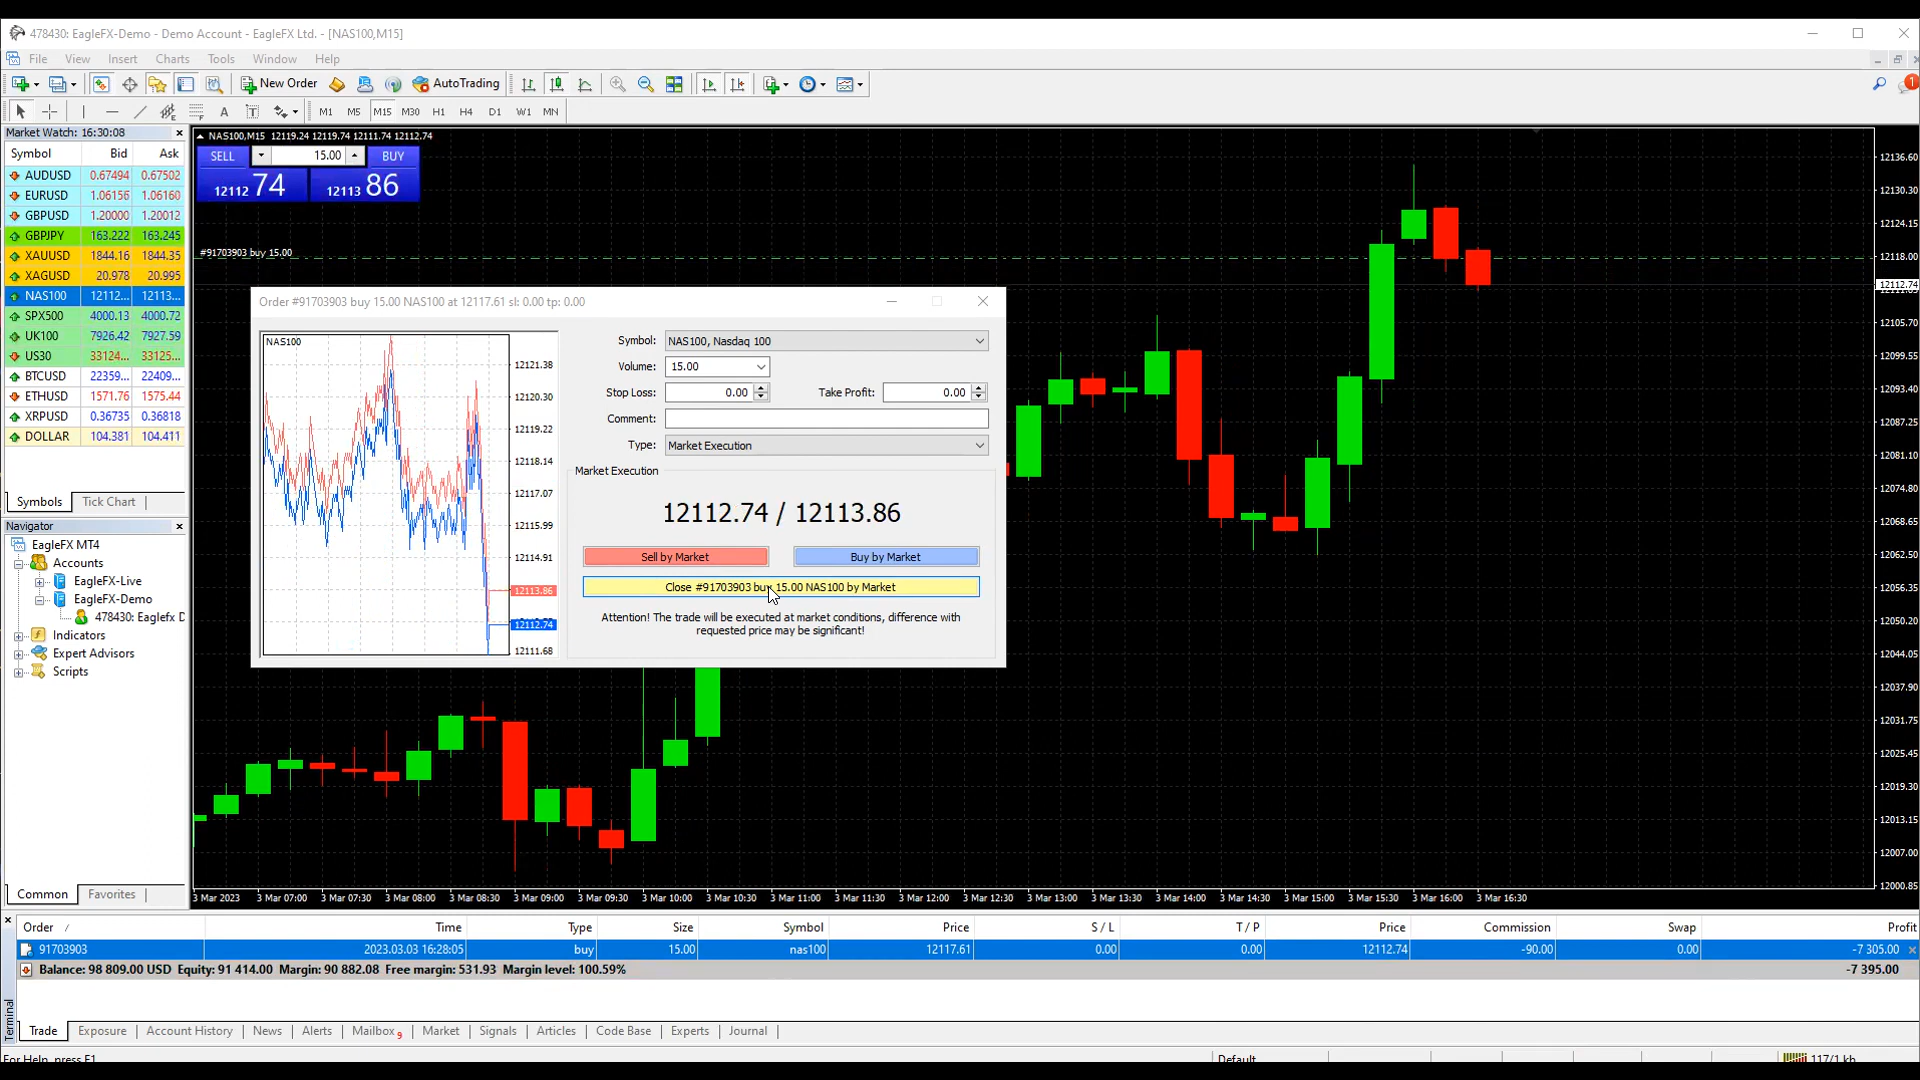 478430: EagleFX-Demo - Demo Account - EagleFX Ltd. - [NAS100,M15]
File View Insert Charts Tools Window Help
New Order AutoTrading
1
A T M1 M5 M15 M30 H1 H4 D1 W1 MN
Market Watch: 16:30:08
Symbol Bid Ask
AUDUSD 0.67494 0.67502
EURUSD 1.06156 1.06160
GBPUSD 1.20000 1.20012
GBPJPY 163.222 163.245
XAUUSD 1844.16 1844.35
XAGUSD 20.978 20.995
NAS100 12112... 12113...
SPX500 4000.13 4000.72
UK100 7926.42 7927.59
US30 33124... 33125...
BTCUSD 22359... 22409...
ETHUSD 1571.76 1575.44
XRPUSD 0.36735 0.36818
DOLLAR 104.381 104.411
Symbols Tick Chart
Navigator
EagleFX MT4
Accounts
EagleFX-Live
EagleFX-Demo
478430: Eaglefx D
Indicators
Expert Advisors
Scripts
Common Favorites
NAS100,M15 12119.24 12119.74 12111.74 12112.74
SELL 15.00 BUY
12112 74 12113 86
#91703903 buy 15.00
Order #91703903 buy 15.00 NAS100 at 12117.61 sl: 0.00 tp: 0.00
NAS100
12121.38
12120.30
12119.22
12118.14
12117.07
12115.99
12114.91
12113.86
12112.74
12111.68
Symbol: NAS100, Nasdaq 100
Volume: 15.00
Stop Loss: 0.00 Take Profit: 0.00
Comment:
Type: Market Execution
Market Execution
12112.74 / 12113.86
Sell by Market Buy by Market
Close #91703903 buy 15.00 NAS100 by Market
Attention! The trade will be executed at market conditions, difference with
requested price may be significant!
12136.60
12130.30
12124.15
12118.00
12112.74
12105.70
12099.55
12093.40
12087.25
12081.10
12074.80
12068.65
12062.50
12056.35
12050.20
12044.05
12037.90
12031.75
12025.45
12019.30
12013.15
12007.00
12000.85
3 Mar 2023 3 Mar 07:00 3 Mar 07:30 3 Mar 08:00 3 Mar 08:30 3 Mar 09:00 3 Mar 09:30 3 Mar 10:00 3 Mar 10:30 3 Mar 11:00 3 Mar 11:30 3 Mar 12:00 3 Mar 12:30 3 Mar 13:00 3 Mar 13:30 3 Mar 14:00 3 Mar 14:30 3 Mar 15:00 3 Mar 15:30 3 Mar 16:00 3 Mar 16:30
Order / Time Type Size Symbol Price S / L T / P Price Commission Swap Profit
91703903 2023.03.03 16:28:05 buy 15.00 nas100 12117.61 0.00 0.00 12112.74 -90.00 0.00 -7 305.00
Balance: 98 809.00 USD Equity: 91 414.00 Margin: 90 882.08 Free margin: 531.93 Margin level: 100.59% -7 395.00
Terminal
Trade Exposure Account History News Alerts Mailbox 9 Market Signals Articles Code Base Experts Journal
For Help, press F1 Default 117/1 kb